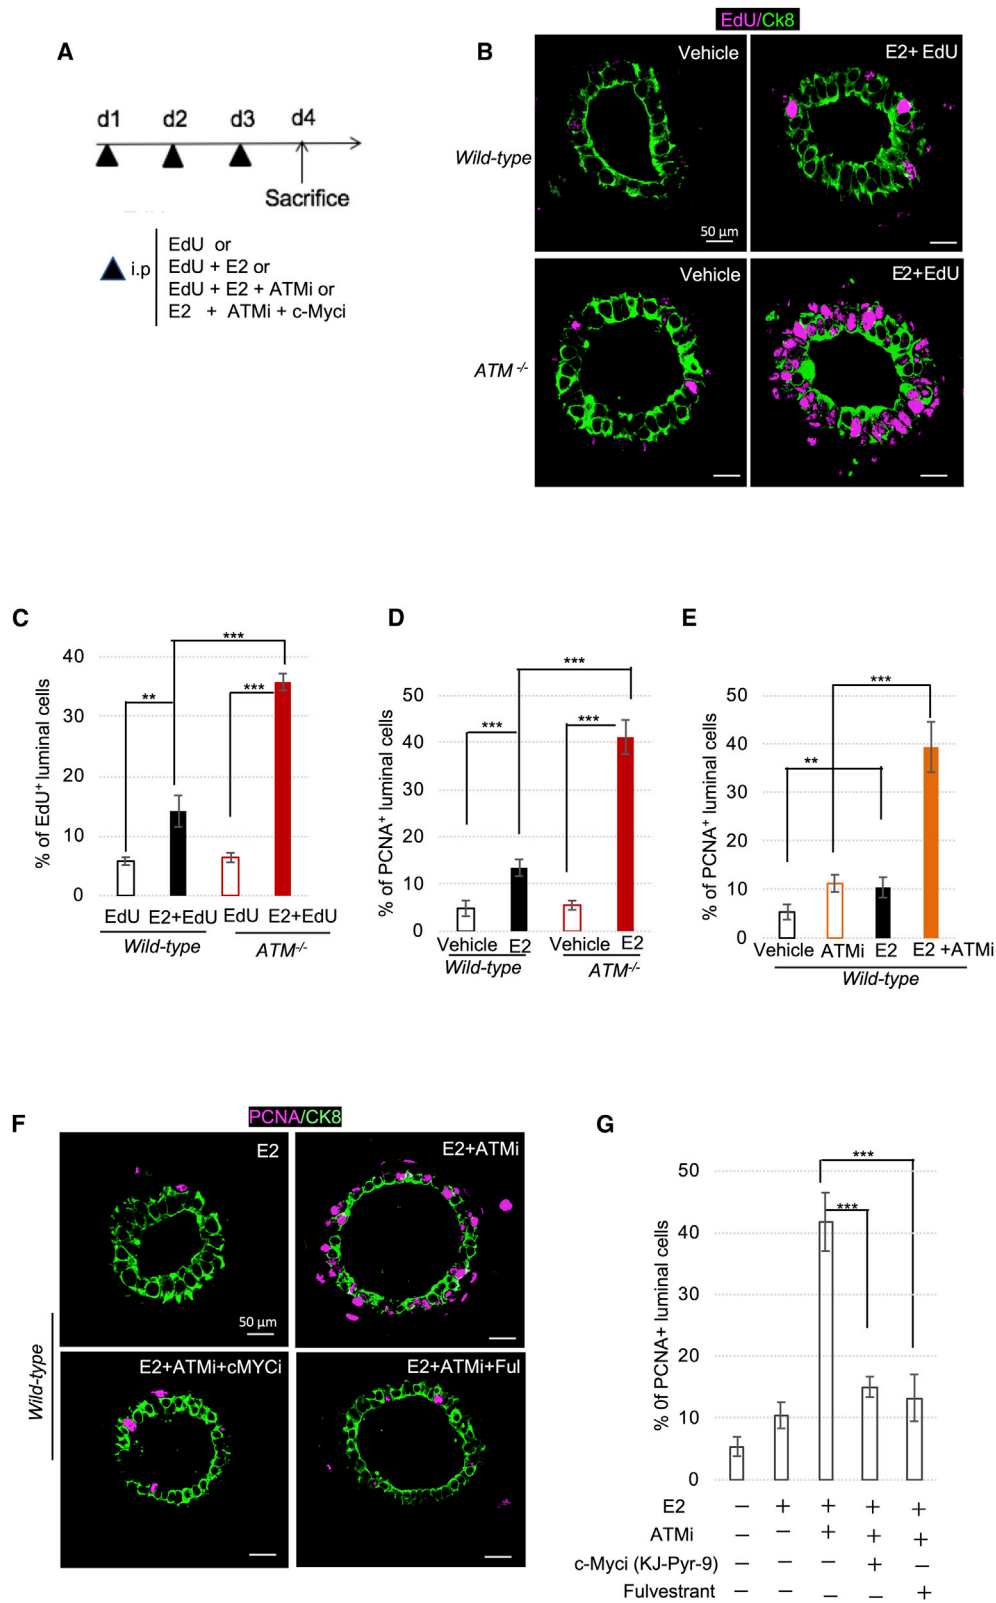 A
d1 d2 d3 d4
Sacrifice
i.p
EdU or
EdU + E2 or
EdU + E2 + ATMi or
E2 + ATMi + c-Myci
B
EdU/Ck8
Vehicle
E2+ EdU
Wild-type
50 µm
Vehicle
E2+EdU
ATM -/-
C
% of EdU+ luminal cells
40
30
20
10
0
**
***
***
EdU E2+EdU EdU E2+EdU
Wild-type ATM-/-
D
% of PCNA+ luminal cells
50
40
30
20
10
0
***
***
***
Vehicle E2 Vehicle E2
Wild-type ATM-/-
E
% of PCNA+ luminal cells
50
40
30
20
10
0
**
***
Vehicle ATMi E2 E2 +ATMi
Wild-type
F
PCNA/CK8
E2
E2+ATMi
50 µm
Wild-type
E2+ATMi+cMYCi
E2+ATMi+Ful
G
% of PCNA+ luminal cells
50
40
30
20
10
0
***
***
E2 – + + + +
ATMi – – + + +
c-Myci (KJ-Pyr-9) – – – + –
Fulvestrant – – – – +